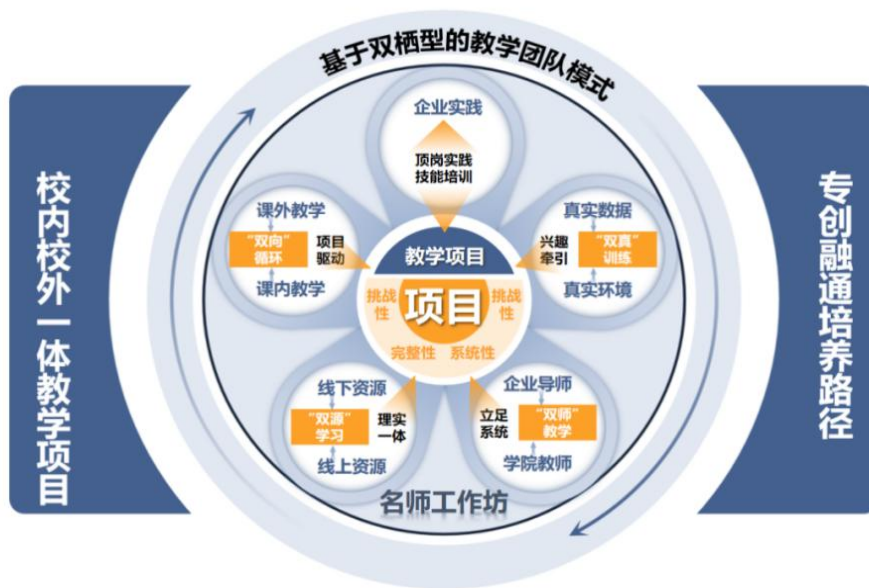 基于双栖型的教学团队模式
校内校外一体教学项目
专创融通培养路径
企业实践
顶岗实践
技能培训
课外教学
“双向”
循环
项目
驱动
课内教学
真实数据
兴趣
牵引
“双真”
训练
真实环境
教学项目
项目
挑战
性
挑战
性
完整性
系统性
线下资源
“双源”
学习
理实
一体
线上资源
企业导师
立足
系统
“双师”
教学
学院教师
名师工作坊